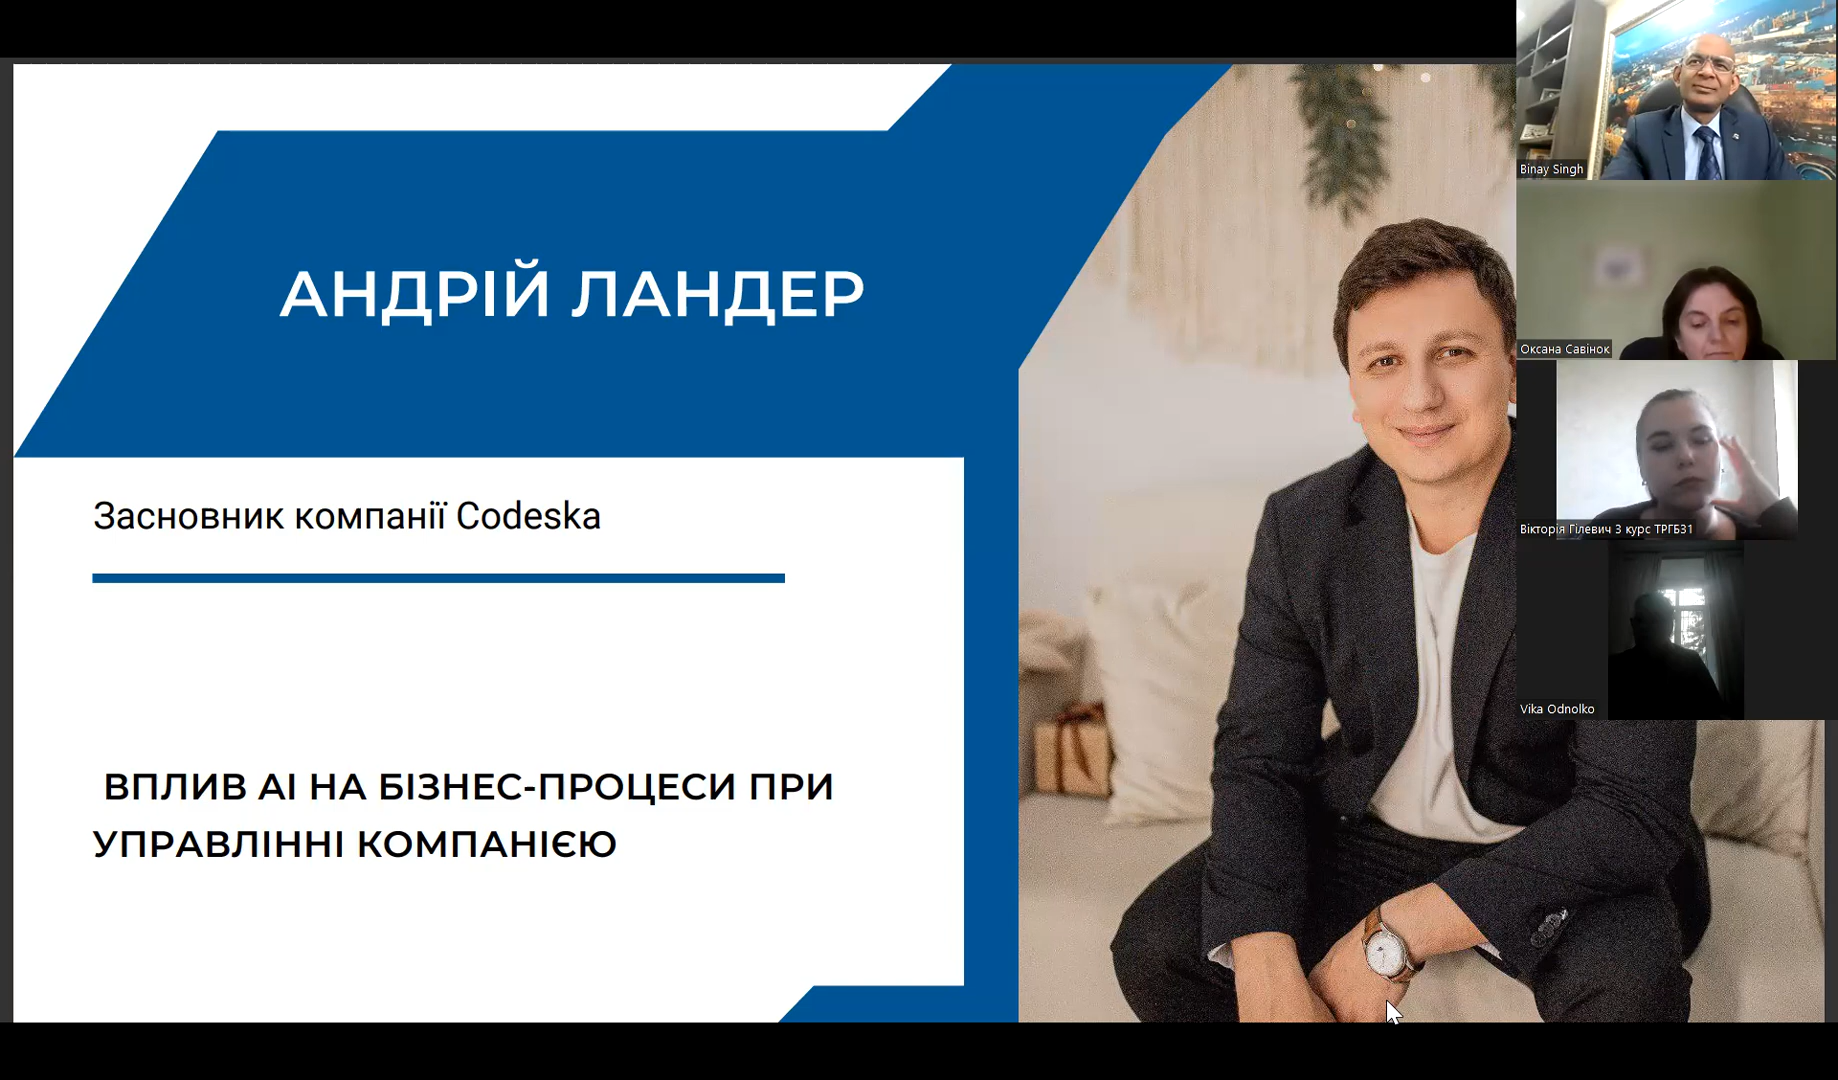 АНДРІЙ ЛАНДЕР
Засновник компанії Codeska
ВПЛИВ АІ НА БІЗНЕС-ПРОЦЕСИ ПРИ
УПРАВЛІННІ КОМПАНІЄЮ
Binay Singh
Оксана Савінок
Вікторія Гілевич 3 курс ТРГБ31
Vika Odnolko